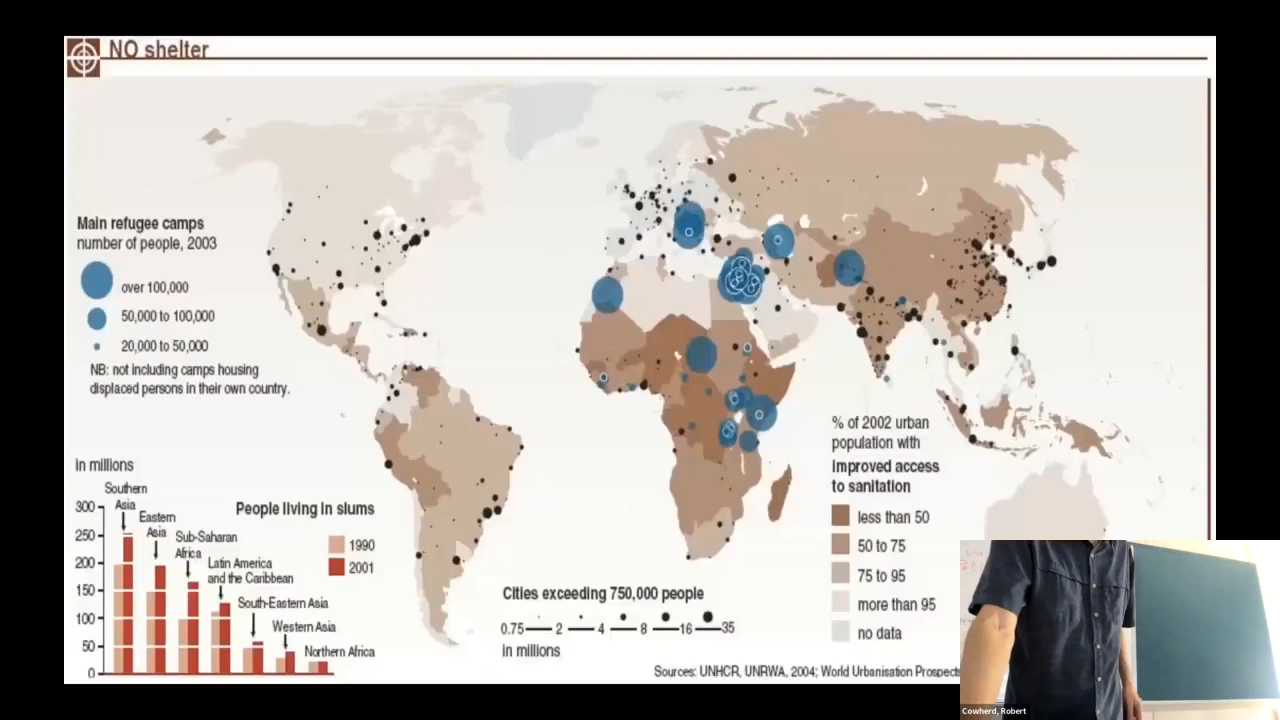 NO shelter
Main refugee camps
number of people, 2003
over 100,000
50,000 to 100,000
20,000 to 50,000
NB: not including camps housing
displaced persons in their own country.
in millions
300
250
200
150
100
50
0
Southern
Asia
Eastern
Asia
Sub-Saharan
Africa
Latin America
and the Caribbean
South-Eastern Asia
Western Asia
Northern Africa
People living in slums
1990
2001
Cities exceeding 750,000 people
0.75 2 4 8 16 35
in millions
% of 2002 urban
population with
improved access
to sanitation
less than 50
50 to 75
75 to 95
more than 95
no data
Sources: UNHCR, UNRWA, 2004; World Urbanisation Prospects
Cowherd, Robert